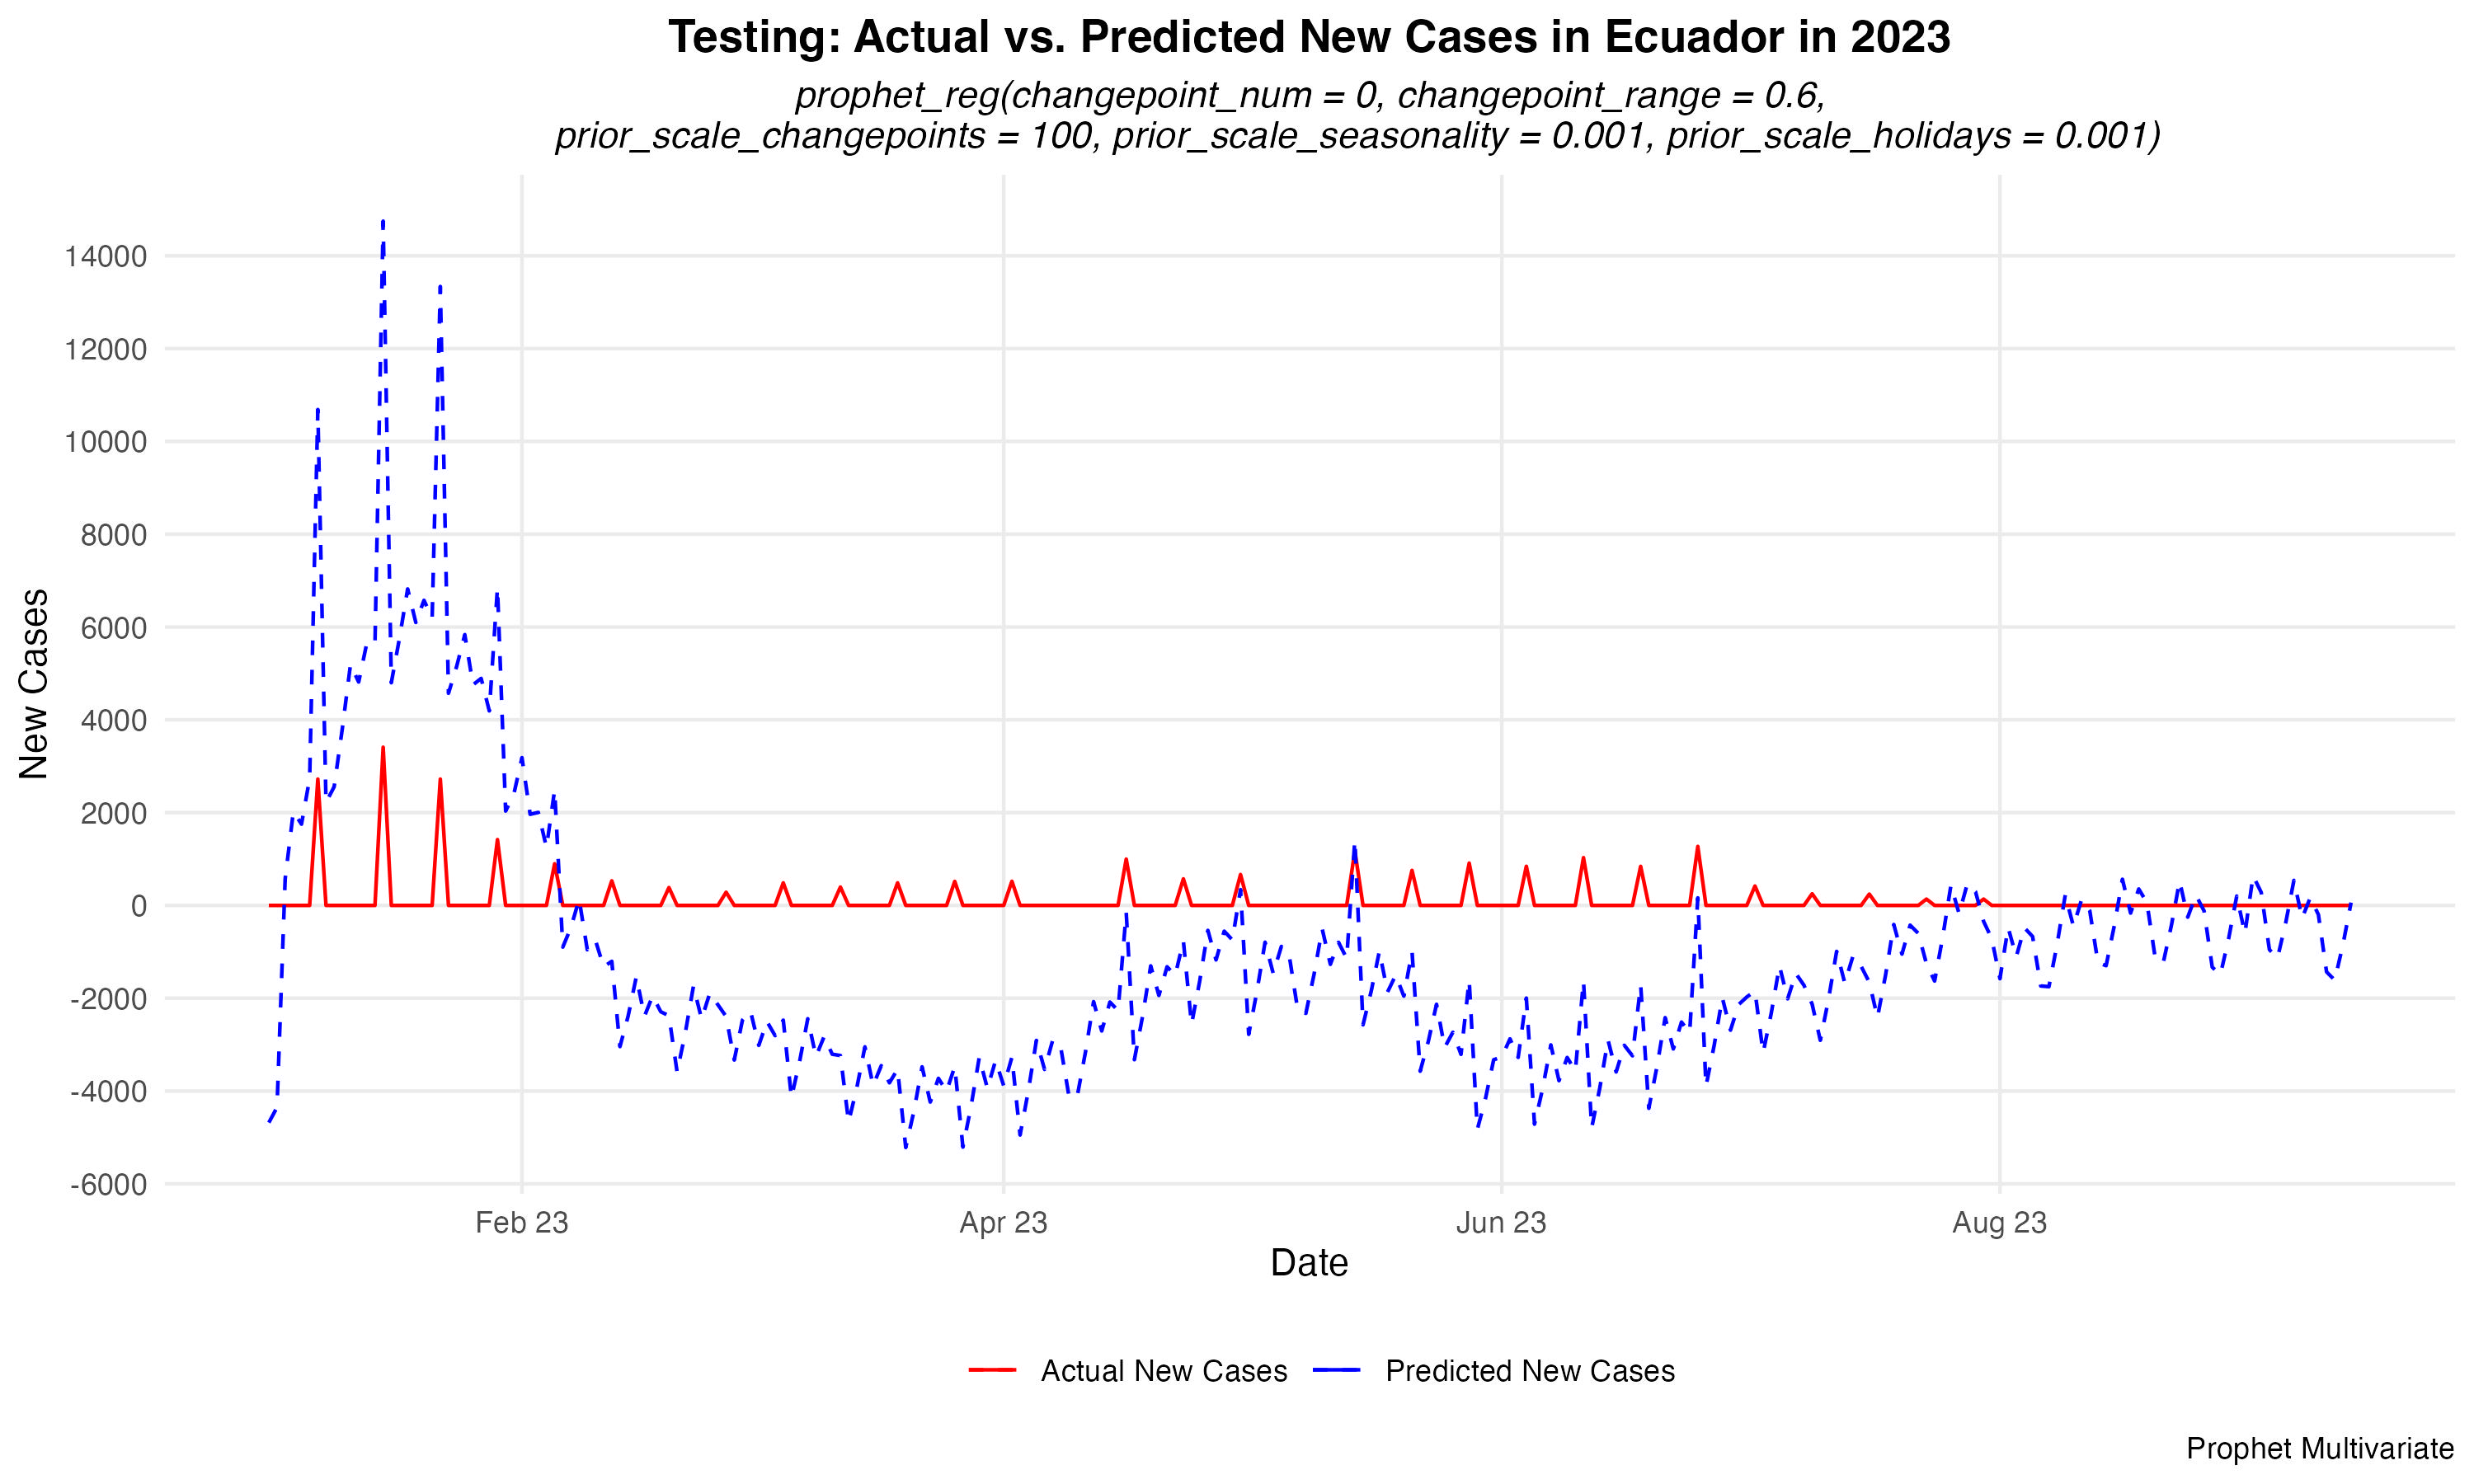 Testing: Actual vs. Predicted New Cases in Ecuador in 2023
prophet_reg(changepoint_num = 0, changepoint_range = 0.6,
prior_scale_changepoints = 100, prior_scale_seasonality = 0.001, prior_scale_holidays = 0.001)
New Cases
14000
12000
10000
8000
6000
4000
2000
0
-2000
-4000
-6000
Feb 23
Apr 23
Jun 23
Aug 23
Date
Actual New Cases
Predicted New Cases
Prophet Multivariate